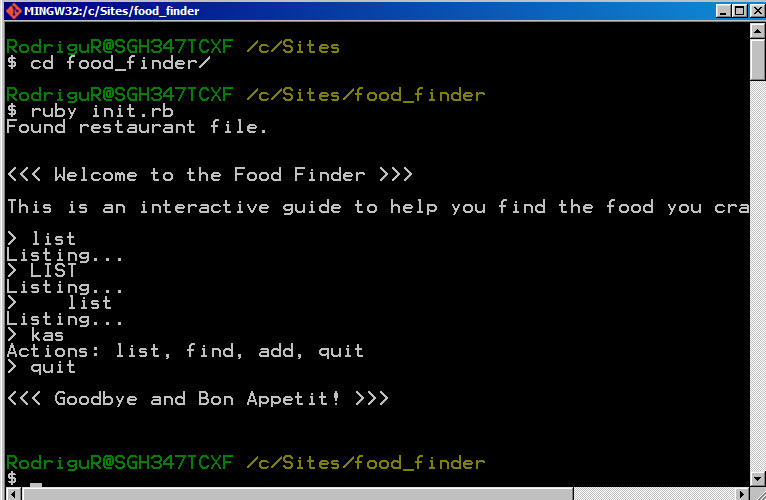 MINGW32:/c/Sites/food_finder
RodriguR@SGH347TCXF /c/Sites
$ cd food_finder/
RodriguR@SGH347TCXF /c/Sites/food_finder
$ ruby init.rb
Found restaurant file.
<<< Welcome to the Food Finder >>>
This is an interactive guide to help you find the food you cra
> list
Listing...
> LIST
Listing...
>    list
Listing...
> kas
Actions: list, find, add, quit
> quit
<<< Goodbye and Bon Appetit! >>>
RodriguR@SGH347TCXF /c/Sites/food_finder
$